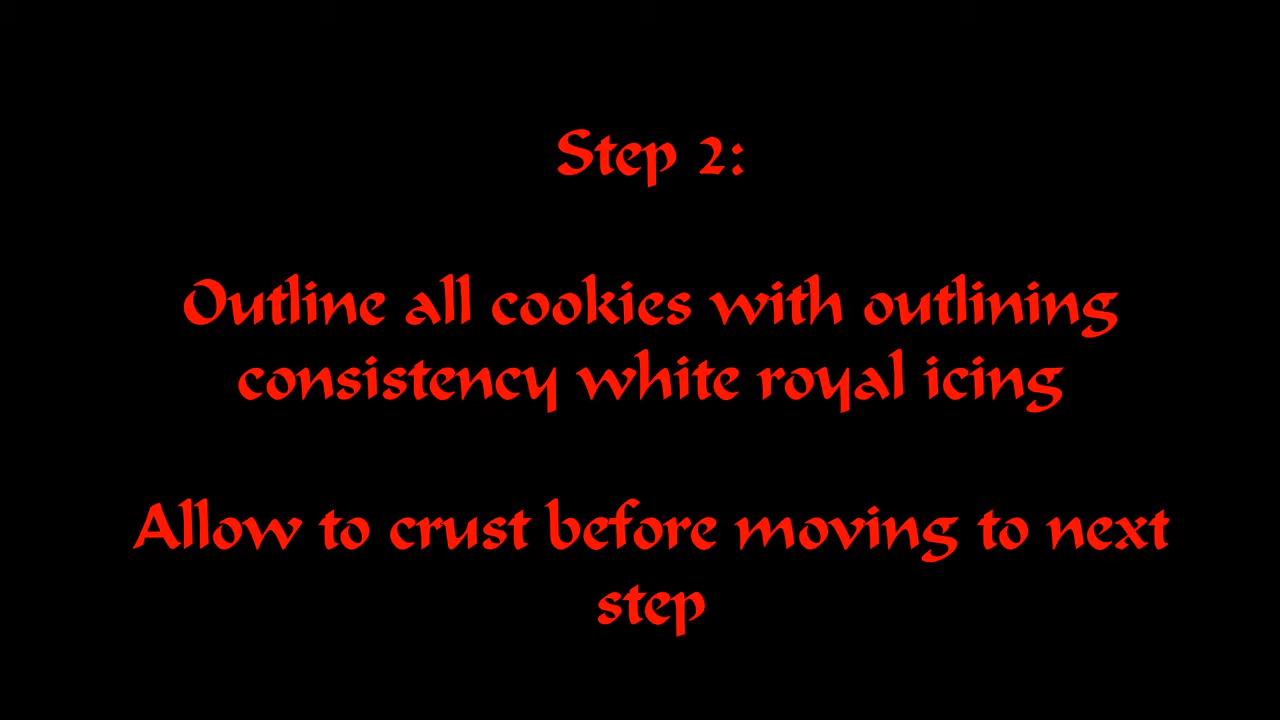 Step 2:
Outline all cookies with outlining
consistency white royal icing
Allow to crust before moving to next
step